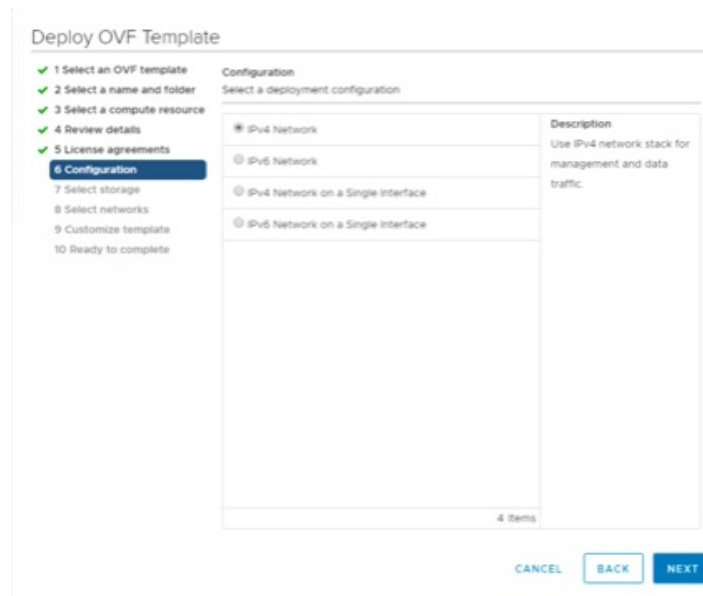 Deploy OVF Template
1 Select an OVF template
2 Select a name and folder
3 Select a compute resource
4 Review details
5 License agreements
6 Configuration
7 Select storage
8 Select networks
9 Customize template
10 Ready to complete
Configuration
Select a deployment configuration
IPv4 Network
IPv6 Network
IPv4 Network on a Single Interface
IPv6 Network on a Single Interface
4 items
Description
Use IPv4 network stack for
management and data
traffic.
CANCEL
BACK
NEXT